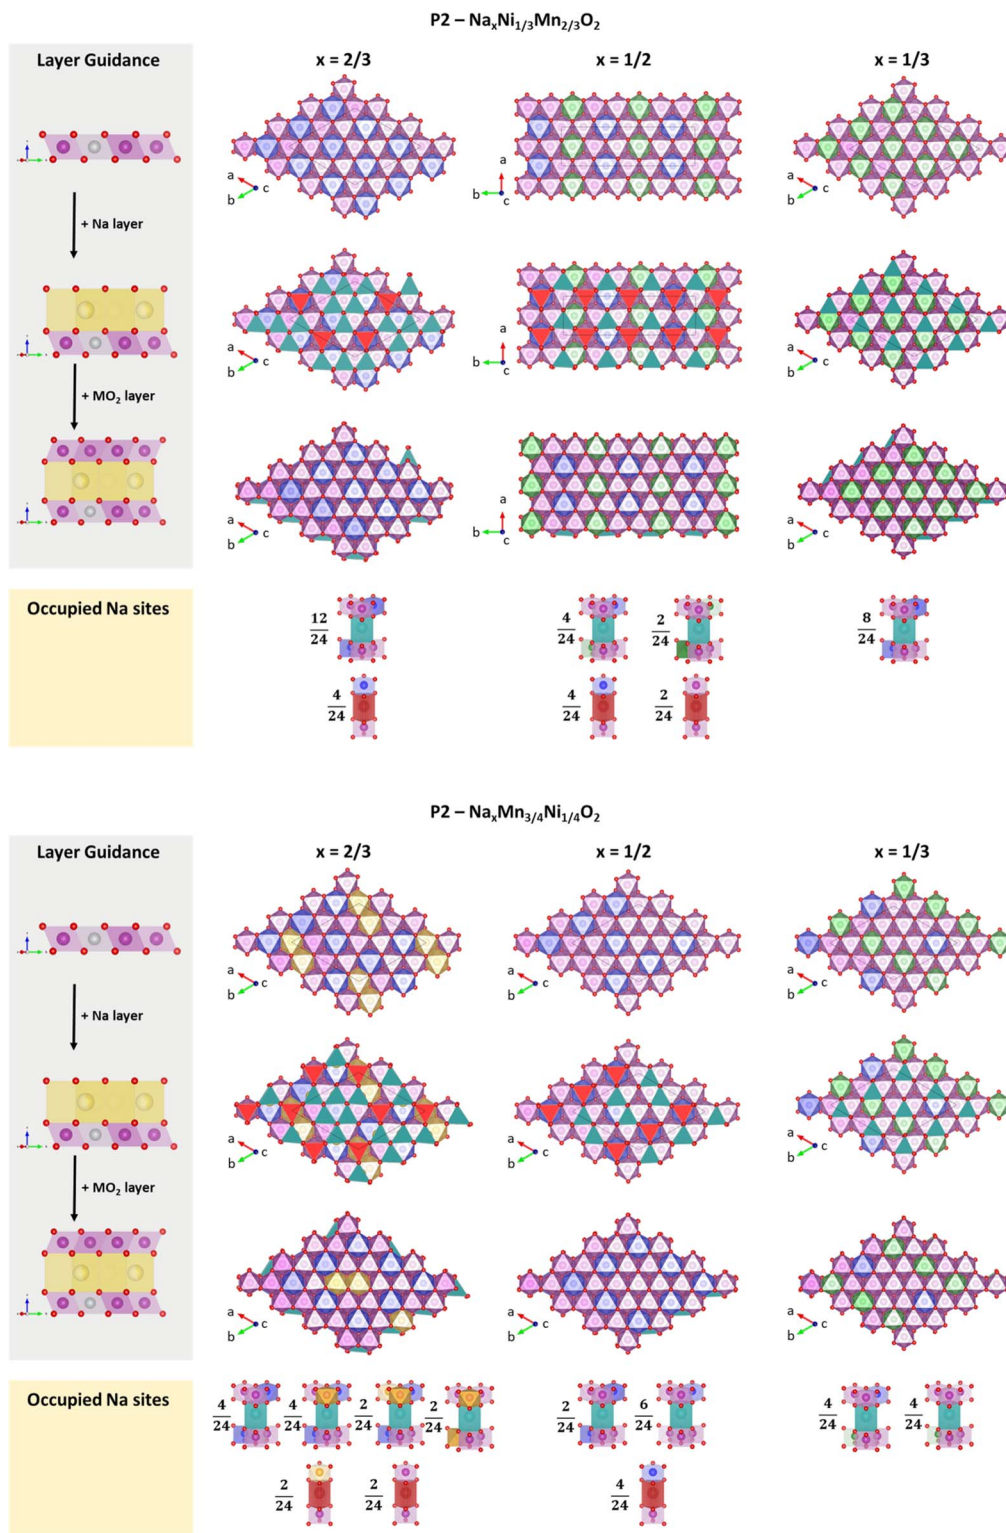 P2 – NaxNi1/3Mn2/3O2
Layer Guidance
x = 2/3
x = 1/2
x = 1/3
a
b
c
a
b
c
a
b
c
+ Na layer
a
b
c
a
b
c
a
b
c
+ MO2 layer
a
b
c
a
b
c
a
b
c
Occupied Na sites
12/24
4/24
2/24
8/24
4/24
4/24
2/24
P2 – NaxMn3/4Ni1/4O2
Layer Guidance
x = 2/3
x = 1/2
x = 1/3
a
b
c
a
b
c
a
b
c
+ Na layer
a
b
c
a
b
c
a
b
c
+ MO2 layer
a
b
c
a
b
c
a
b
c
Occupied Na sites
4/24
4/24
2/24
2/24
2/24
6/24
4/24
4/24
2/24
2/24
4/24